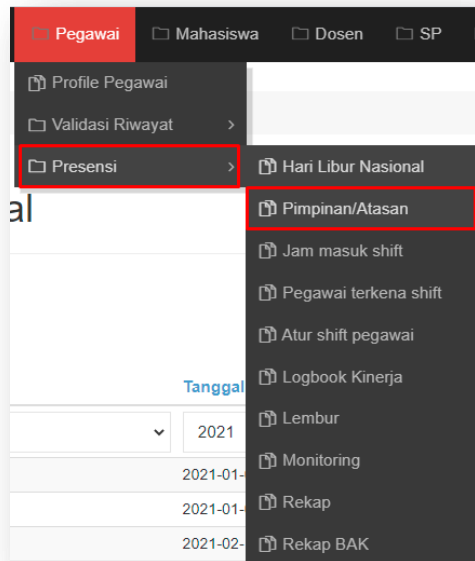 Pegawai Mahasiswa Dosen SP
Profile Pegawai
Validasi Riwayat
Presensi
Hari Libur Nasional
Pimpinan/Atasan
Jam masuk shift
Pegawai terkena shift
Atur shift pegawai
Logbook Kinerja
Lembur
Monitoring
Rekap
Rekap BAK
al
Tanggal
2021
2021-01-
2021-01-
2021-02-